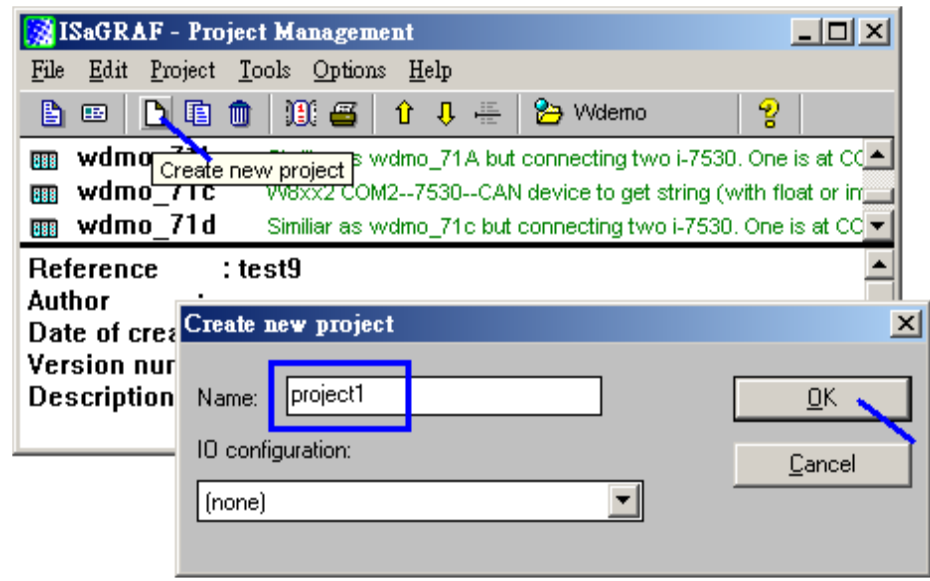 ISaGRAF - Project Management
File Edit Project Tools Options Help
Wdemo
wdmo_71 as wdmo_71A but connecting two i-7530. One is at CO
Create new project
wdmo_71c W8xx2 COM2--7530--CAN device to get string (with float or in
wdmo_71d Similiar as wdmo_71c but connecting two i-7530. One is at CO
Reference : test9
Author :
Date of crea
Version num
Description
Create new project
Name: project1
OK
IO configuration:
Cancel
(none)